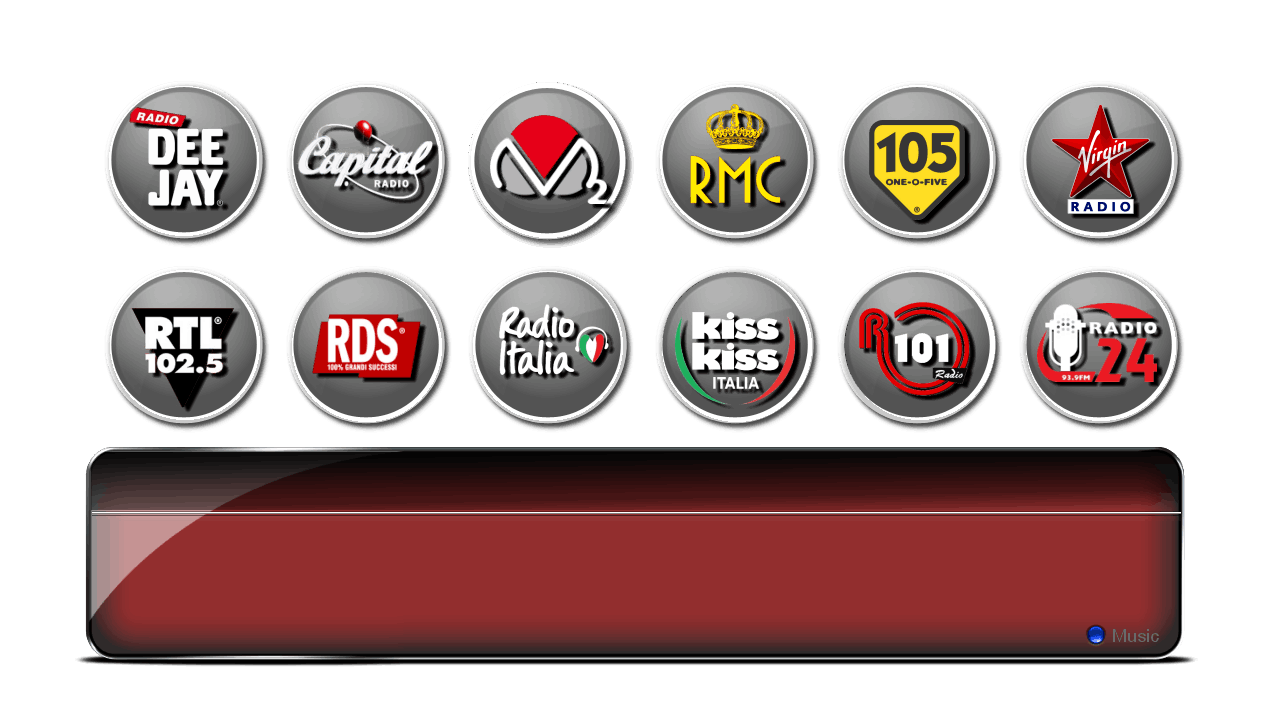 RADIO
DEE
JAY®
Capital
RADIO
M2
RMC
105
ONE-O-FIVE
®
Virgin
RADIO
RTL®
102.5
RDS®
100% GRANDI SUCCESSI
Radio
Italia
kiss
kiss
ITALIA
R
101
Radio
RADIO
24
93.9FM
Music